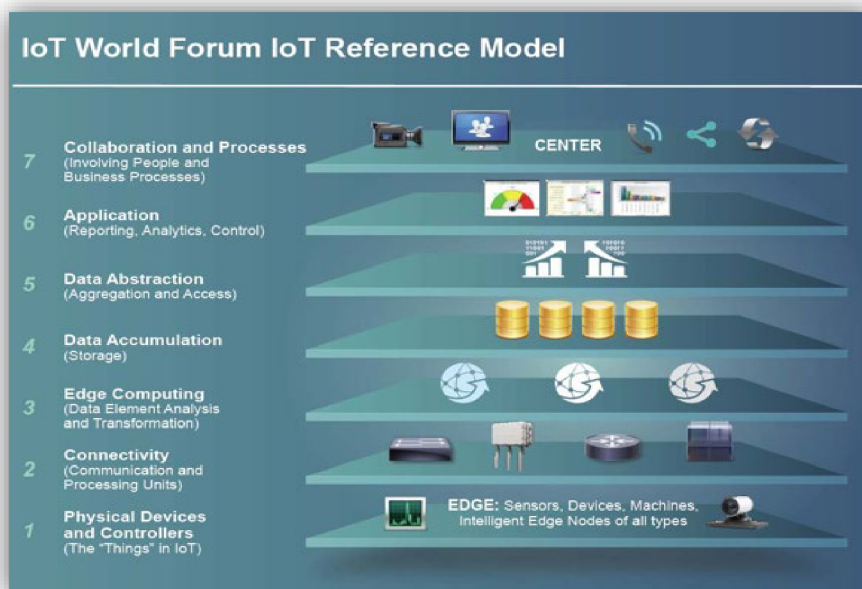 IoT World Forum IoT Reference Model
7
Collaboration and Processes
(Involving People and
Business Processes)
CENTER
6
Application
(Reporting, Analytics, Control)
5
Data Abstraction
(Aggregation and Access)
4
Data Accumulation
(Storage)
3
Edge Computing
(Data Element Analysis
and Transformation)
2
Connectivity
(Communication and
Processing Units)
1
Physical Devices
and Controllers
(The "Things" in IoT)
EDGE: Sensors, Devices, Machines,
Intelligent Edge Nodes of all types